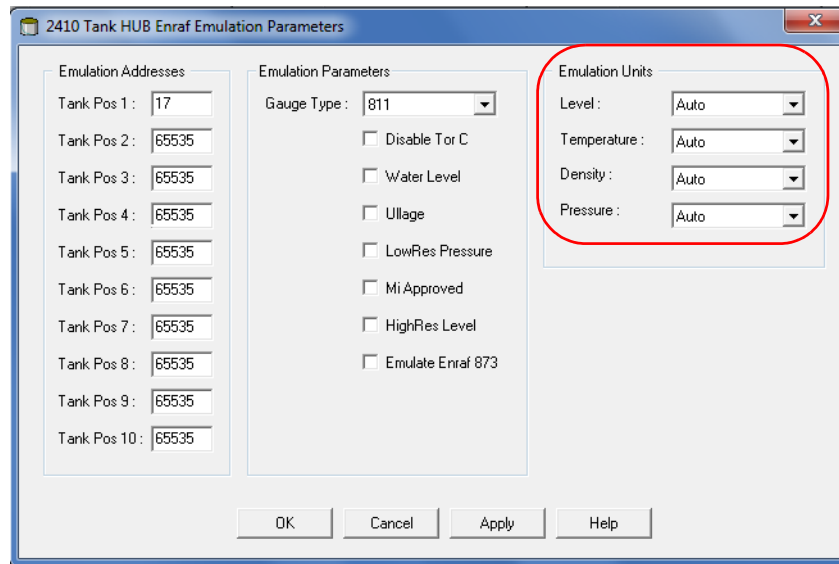 2410 Tank HUB Enraf Emulation Parameters
Emulation Addresses
Tank Pos 1 : 17
Tank Pos 2 : 65535
Tank Pos 3 : 65535
Tank Pos 4 : 65535
Tank Pos 5 : 65535
Tank Pos 6 : 65535
Tank Pos 7 : 65535
Tank Pos 8 : 65535
Tank Pos 9 : 65535
Tank Pos 10 : 65535
Emulation Parameters
Gauge Type : 811
Disable Tor C
Water Level
Ullage
LowRes Pressure
Mi Approved
HighRes Level
Emulate Enraf 873
Emulation Units
Level : Auto
Temperature : Auto
Density : Auto
Pressure : Auto
OK Cancel Apply Help